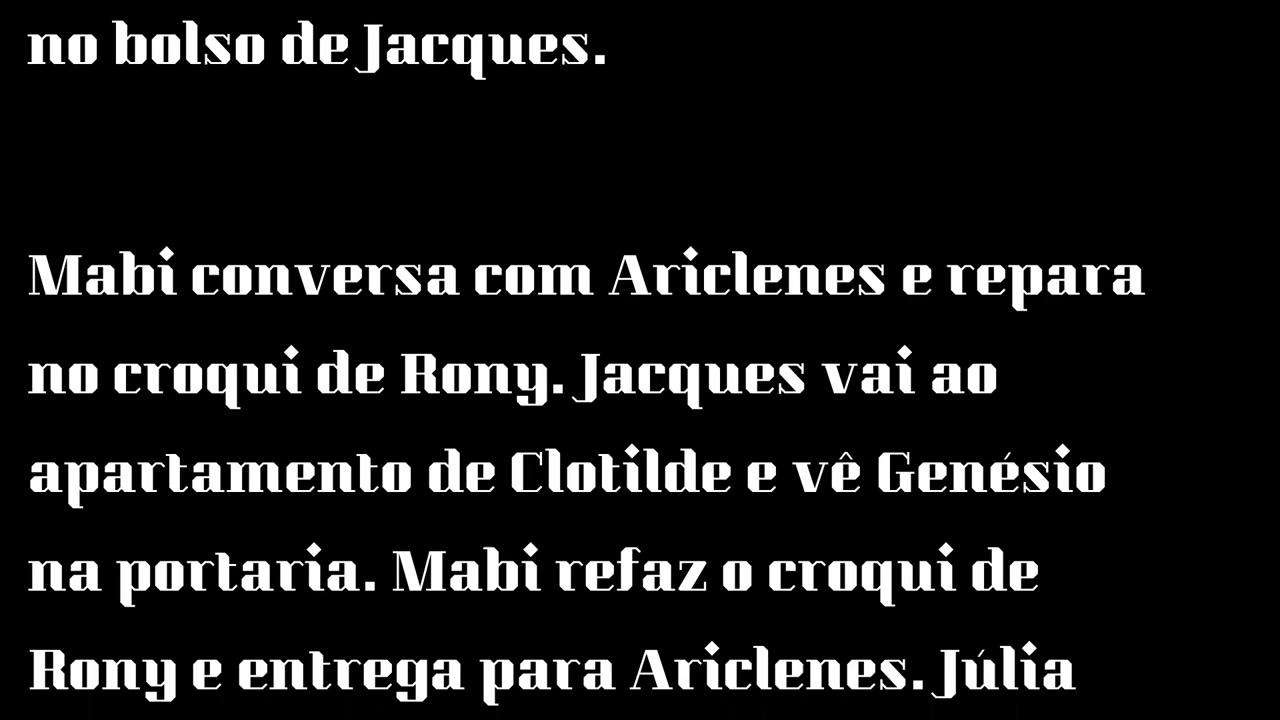 no bolso de Jacques.
Mabi conversa com Ariclenes e repara
no croqui de Rony. Jacques vai ao
apartamento de Clotilde e vê Genésio
na portaria. Mabi refaz o croqui de
Rony e entrega para Ariclenes. Júlia